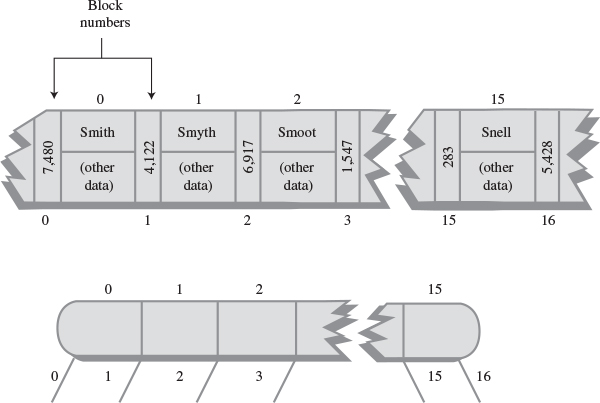 Block
numbers
0 1 2 15
7,480 Smith 4,122 Smyth 6,917 Smoot 1,547 283 Snell 5,428
(other (other (other (other
data) data) data) data)
0 1 2 3 15 16
0 1 2 15
0 1 2 3 15 16